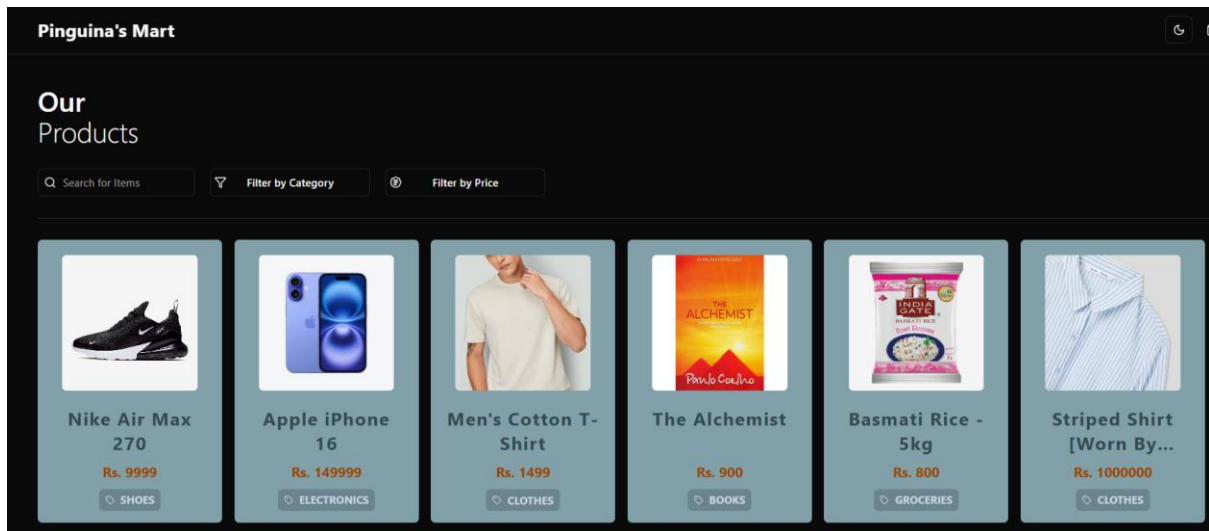 Pinguina's Mart
Our
Products
Search for Items
Filter by Category
Filter by Price
THE
ALCHEMIST
Paulo Coelho
INDIA
GATE
BASMATI RICE
Nike Air Max
270
Rs. 9999
SHOES
Apple iPhone
16
Rs. 149999
ELECTRONICS
Men's Cotton T-
Shirt
Rs. 1499
CLOTHES
The Alchemist
Rs. 900
BOOKS
Basmati Rice -
5kg
Rs. 800
GROCERIES
Striped Shirt
[Worn By...
Rs. 1000000
CLOTHES